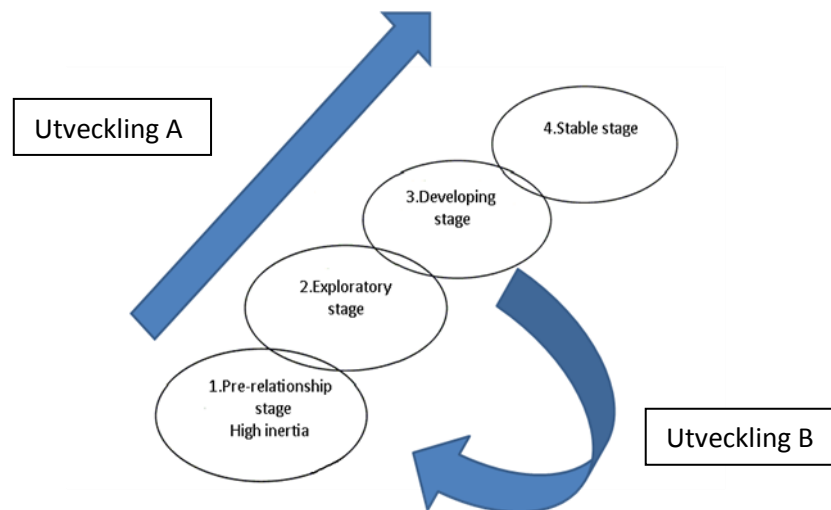 Utveckling A
4.Stable stage
3.Developing
stage
2.Exploratory
stage
1.Pre-relationship
stage
High inertia
Utveckling B